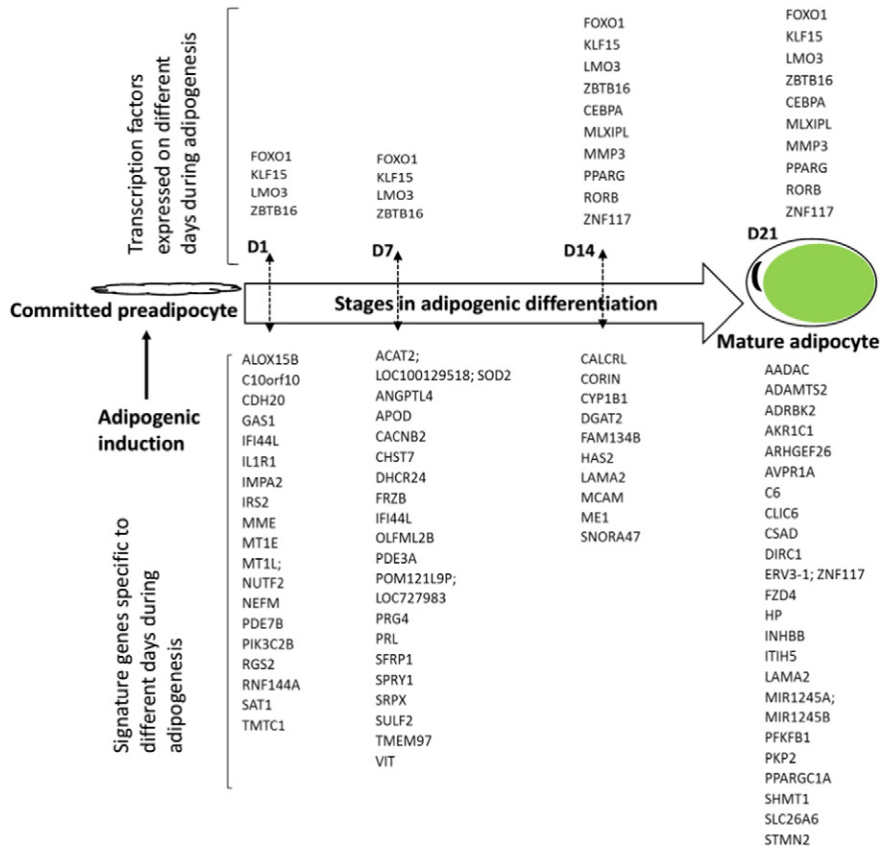 Transcription factors
expressed on different
days during adipogenesis
FOXO1
KLF15
LMO3
ZBTB16
D1
FOXO1
KLF15
LMO3
ZBTB16
D7
FOXO1
KLF15
LMO3
ZBTB16
CEBPA
MLXIPL
MMP3
PPARG
RORB
ZNF117
D14
FOXO1
KLF15
LMO3
ZBTB16
CEBPA
MLXIPL
MMP3
PPARG
RORB
ZNF117
D21
Committed preadipocyte
Stages in adipogenic differentiation
Mature adipocyte
Adipogenic
induction
Signature genes specific to
different days during
adipogenesis
ALOX15B
C10orf10
CDH20
GAS1
IFI44L
IL1R1
IMPA2
IRS2
MME
MT1E
MT1L;
NUTF2
NEFM
PDE7B
PIK3C2B
RGS2
RNF144A
SAT1
TMTC1
ACAT2;
LOC100129518; SOD2
ANGPTL4
APOD
CACNB2
CHST7
DHCR24
FRZB
IFI44L
OLFML2B
PDE3A
POM121L9P;
LOC727983
PRG4
PRL
SFRP1
SPRY1
SRPX
SULF2
TMEM97
VIT
CALCRL
CORIN
CYP1B1
DGAT2
FAM134B
HAS2
LAMA2
MCAM
ME1
SNORA47
AADAC
ADAMTS2
ADRBK2
AKR1C1
ARHGEF26
AVPR1A
C6
CLIC6
CSAD
DIRC1
ERV3-1; ZNF117
FZD4
HP
INHBB
ITIH5
LAMA2
MIR1245A;
MIR1245B
PFKFB1
PKP2
PPARGC1A
SHMT1
SLC26A6
STMN2